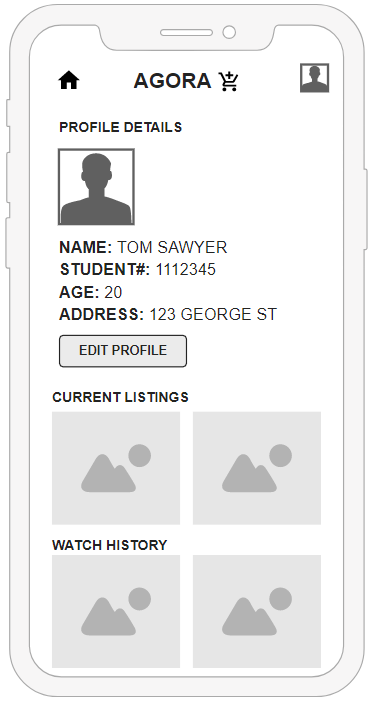 AGORA
PROFILE DETAILS
NAME: TOM SAWYER
STUDENT#: 1112345
AGE: 20
ADDRESS: 123 GEORGE ST
EDIT PROFILE
CURRENT LISTINGS
WATCH HISTORY